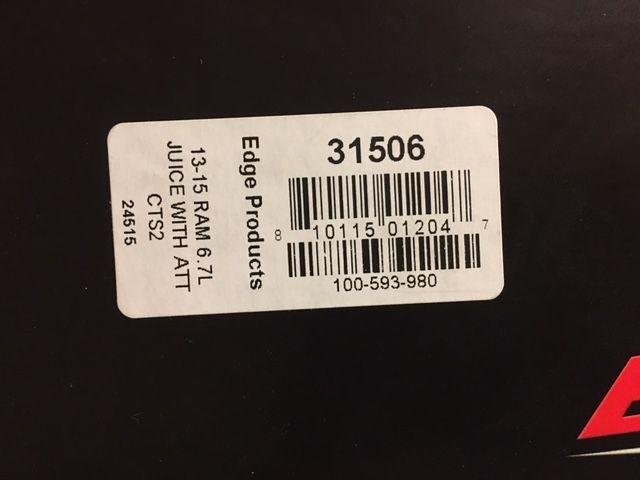 31506
8 10115 01204 7
100-593-980
Edge Products
13-15 RAM 6.7L
JUICE WITH ATT
CTS2
24515